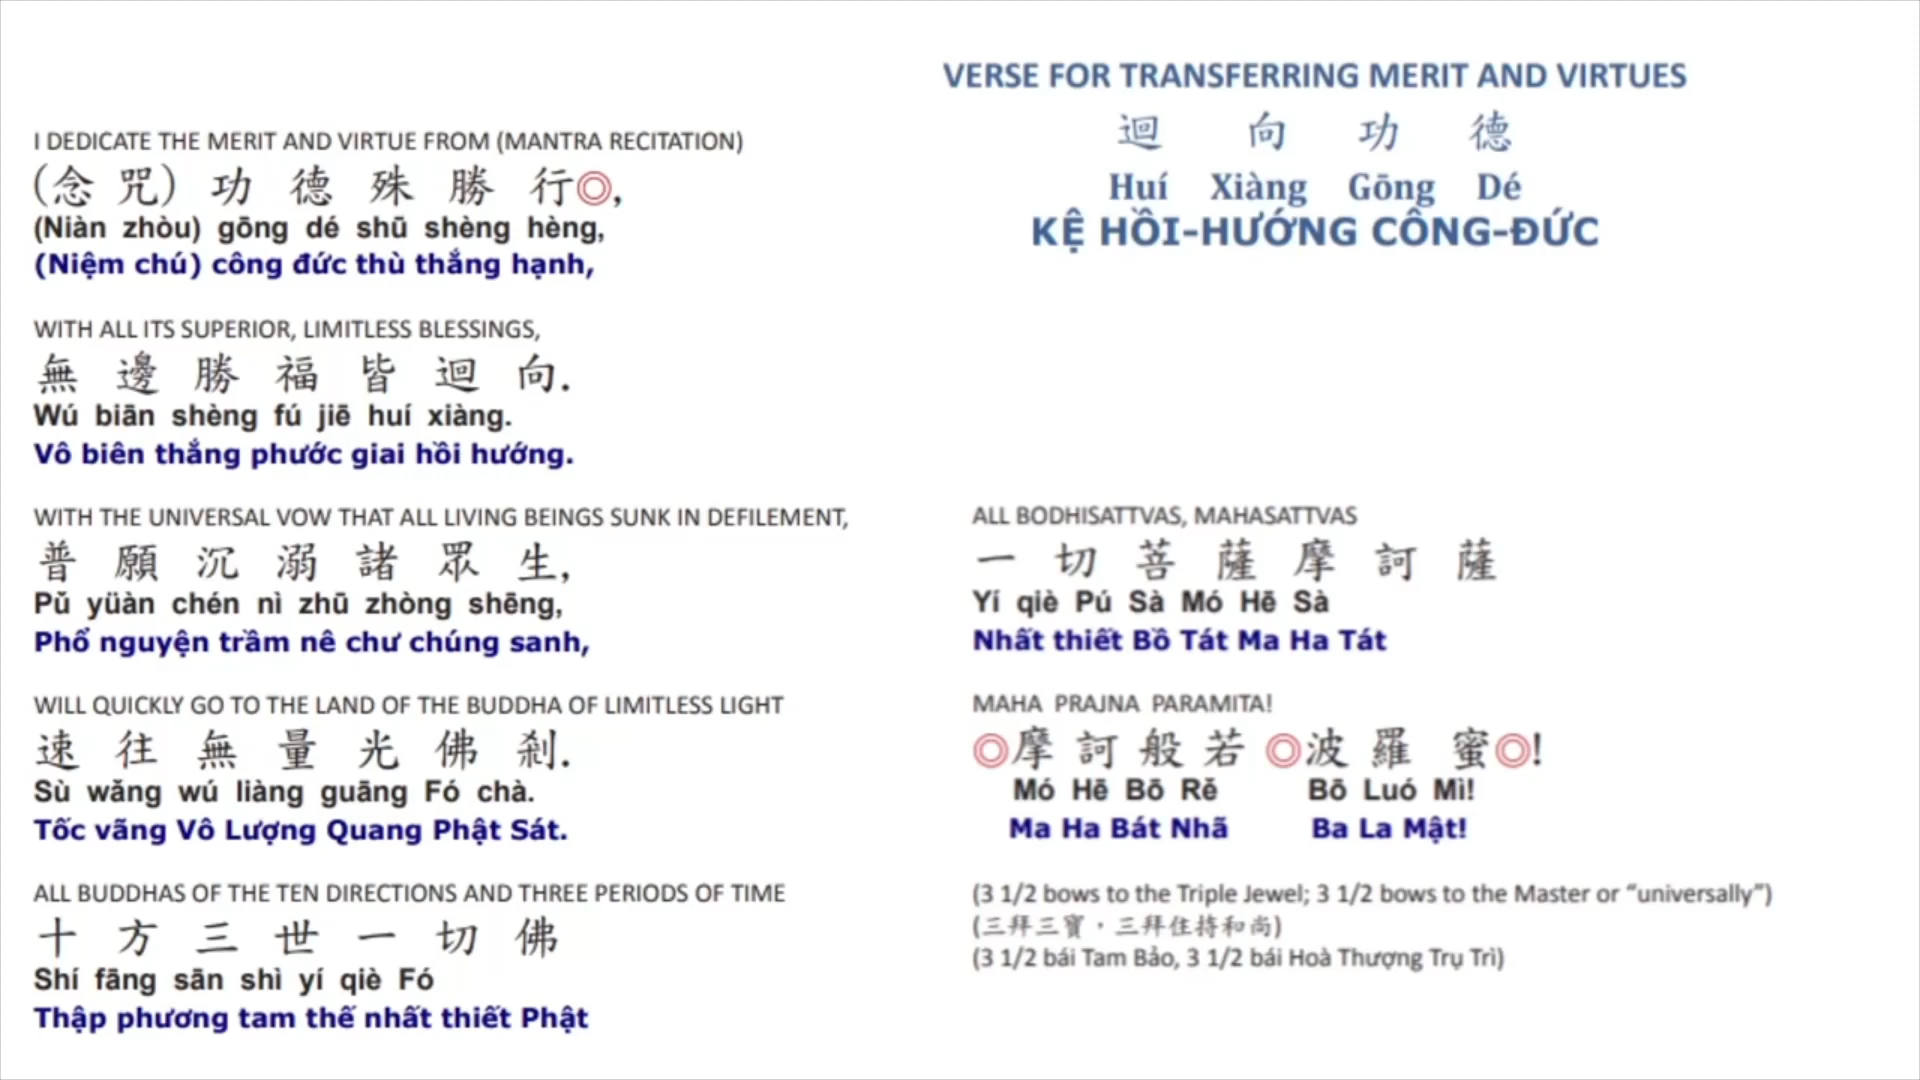 VERSE FOR TRANSFERRING MERIT AND VIRTUES
迴 向 功 德
Huí Xiàng Gōng Dé
KỆ HỒI-HƯỚNG CÔNG-ĐỨC
I DEDICATE THE MERIT AND VIRTUE FROM (MANTRA RECITATION)
(念 咒) 功 德 殊 勝 行◎,
(Niàn zhòu) gōng dé shū shèng hèng,
(Niệm chú) công đức thù thắng hạnh,
WITH ALL ITS SUPERIOR, LIMITLESS BLESSINGS,
無 邊 勝 福 皆 迴 向.
Wú biān shèng fú jiē huí xiàng.
Vô biên thắng phước giai hồi hướng.
WITH THE UNIVERSAL VOW THAT ALL LIVING BEINGS SUNK IN DEFILEMENT,
普 願 沉 溺 諸 眾 生,
Pǔ yüàn chén nì zhū zhòng shēng,
Phổ nguyện trầm nê chư chúng sanh,
WILL QUICKLY GO TO THE LAND OF THE BUDDHA OF LIMITLESS LIGHT
速 往 無 量 光 佛 剎.
Sù wǎng wú liàng guāng Fó chà.
Tốc vãng Vô Lượng Quang Phật Sát.
ALL BUDDHAS OF THE TEN DIRECTIONS AND THREE PERIODS OF TIME
十 方 三 世 一 切 佛
Shí fāng sān shì yí qiè Fó
Thập phương tam thế nhất thiết Phật
ALL BODHISATTVAS, MAHASATTVAS
一 切 菩 薩 摩 訶 薩
Yí qiè Pú Sà Mó Hē Sà
Nhất thiết Bồ Tát Ma Ha Tát
MAHA PRAJNA PARAMITA!
◎摩 訶 般 若 ◎波 羅 蜜◎!
Mó Hē Bō Rě Bō Luó Mì!
Ma Ha Bát Nhã Ba La Mật!
(3 1/2 bows to the Triple Jewel; 3 1/2 bows to the Master or “universally”)
(三拜三寶，三拜住持和尚)
(3 1/2 bái Tam Bảo, 3 1/2 bái Hoà Thượng Trụ Trì)